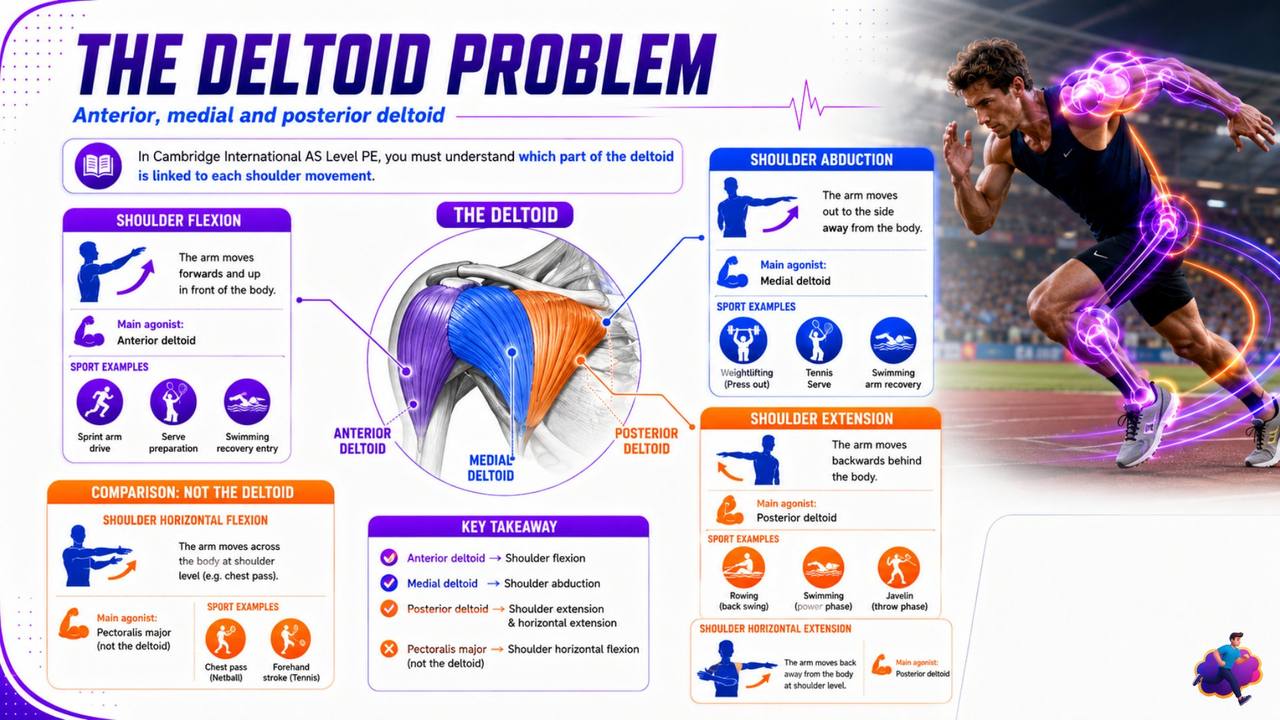 THE DELTOID PROBLEM
Anterior, medial and posterior deltoid
In Cambridge International AS Level PE, you must understand which part of the deltoid
is linked to each shoulder movement.
SHOULDER FLEXION
The arm moves
forwards and up
in front of the body.
Main agonist:
Anterior deltoid
SPORT EXAMPLES
Sprint arm
drive
Serve
preparation
Swimming
recovery entry
THE DELTOID
ANTERIOR
DELTOID
MEDIAL
DELTOID
POSTERIOR
DELTOID
SHOULDER ABDUCTION
The arm moves
out to the side
away from the body.
Main agonist:
Medial deltoid
SPORT EXAMPLES
Weightlifting
(Press out)
Tennis
Serve
Swimming
arm recovery
SHOULDER EXTENSION
The arm moves
backwards behind
the body.
Main agonist:
Posterior deltoid
SPORT EXAMPLES
Rowing
(back swing)
Swimming
(power phase)
Javelin
(throw phase)
SHOULDER HORIZONTAL EXTENSION
The arm moves back
away from the body
at shoulder level.
Main agonist:
Posterior deltoid
COMPARISON: NOT THE DELTOID
SHOULDER HORIZONTAL FLEXION
The arm moves across
the body at shoulder
level (e.g. chest pass).
Main agonist:
Pectoralis major
(not the deltoid)
SPORT EXAMPLES
Chest pass
(Netball)
Forehand
stroke (Tennis)
KEY TAKEAWAY
Anterior deltoid → Shoulder flexion
Medial deltoid → Shoulder abduction
Posterior deltoid → Shoulder extension
& horizontal extension
Pectoralis major → Shoulder horizontal flexion
(not the deltoid)